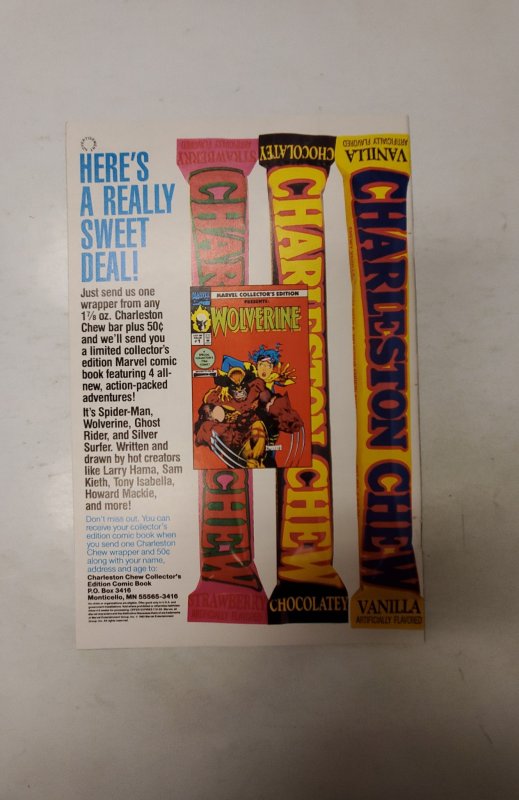 HERE'S
A REALLY
SWEET
DEAL!
Just send us one
wrapper from any
1⅞ oz. Charleston
Chew bar plus 50¢
and we'll send you
a limited collector's
edition Marvel comic
book featuring 4 all-
new, action-packed
adventures!
It's Spider-Man,
Wolverine, Ghost
Rider, and Silver
Surfer. Written and
drawn by hot creators
like Larry Hama, Sam
Kieth, Tony Isabella,
Howard Mackie,
and more!
Don't miss out. You can
receive your collector's
edition comic book when
you send one Charleston
Chew wrapper and 50¢
along with your name,
address and age to:
Charleston Chew Collector's
Edition Comic Book
P.O. Box 3416
Monticello, MN 55565-3416
STRAWBERRY
ARTIFICIALLY FLAVORED
CHARLESTON CHEW
STRAWBERRY
ARTIFICIALLY FLAVORED
MARVEL COLLECTOR'S EDITION
PRESENTS:
WOLVERINE
CHOCOLATEY
CHARLESTON CHEW
CHOCOLATEY
VANILLA
ARTIFICIALLY FLAVORED
CHARLESTON CHEW
VANILLA
ARTIFICIALLY FLAVORED